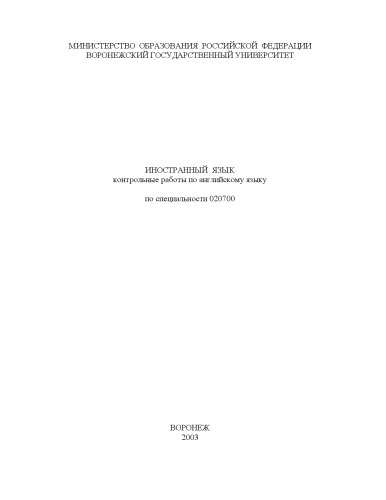 МИНИСТЕРСТВО ОБРАЗОВАНИЯ РОССИЙСКОЙ ФЕДЕРАЦИИ
ВОРОНЕЖСКИЙ ГОСУДАРСТВЕННЫЙ УНИВЕРСИТЕТ
ИНОСТРАННЫЙ ЯЗЫК
контрольные работы по английскому языку
по специальности 020700
ВОРОНЕЖ
2003